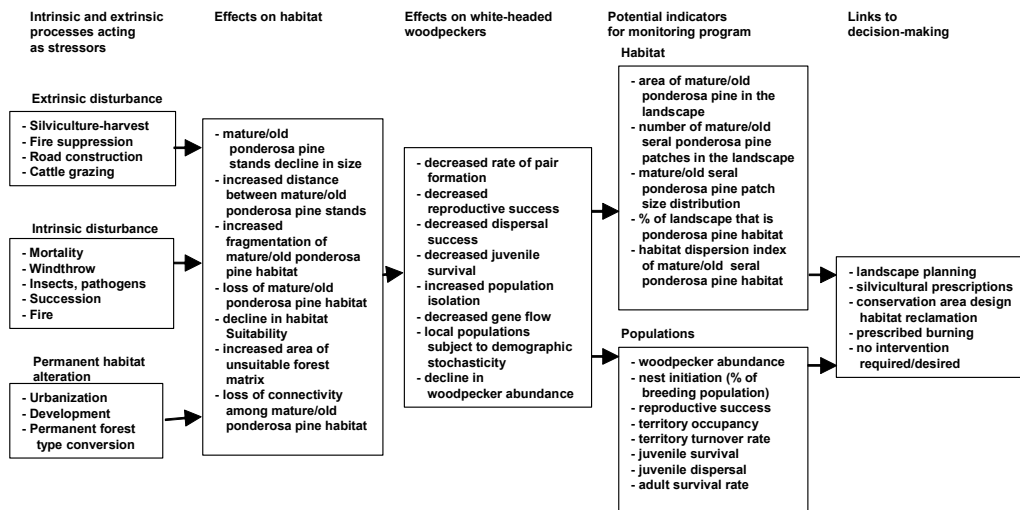 Intrinsic and extrinsic
processes acting
as stressors
Effects on habitat
Effects on white-headed
woodpeckers
Potential indicators
for monitoring program
Links to
decision-making
Extrinsic disturbance
- Silviculture-harvest
- Fire suppression
- Road construction
- Cattle grazing
Intrinsic disturbance
- Mortality
- Windthrow
- Insects, pathogens
- Succession
- Fire
Permanent habitat
alteration
- Urbanization
- Development
- Permanent forest
type conversion
- mature/old
ponderosa pine
stands decline in size
- increased distance
between mature/old
ponderosa pine stands
- increased
fragmentation of
mature/old ponderosa
pine habitat
- loss of mature/old
ponderosa pine habitat
- decline in habitat
Suitability
- increased area of
unsuitable forest
matrix
- loss of connectivity
among mature/old
ponderosa pine habitat
- decreased rate of pair
formation
- decreased
reproductive success
- decreased dispersal
success
- decreased juvenile
survival
- increased population
isolation
- decreased gene flow
- local populations
subject to demographic
stochasticity
- decline in
woodpecker abundance
Habitat
- area of mature/old
ponderosa pine in the
landscape
- number of mature/old
seral ponderosa pine
patches in the landscape
- mature/old seral
ponderosa pine patch
size distribution
- % of landscape that is
ponderosa pine habitat
- habitat dispersion index
of mature/old seral
ponderosa pine habitat
Populations
- woodpecker abundance
- nest initiation (% of
breeding population)
- reproductive success
- territory occupancy
- territory turnover rate
- juvenile survival
- juvenile dispersal
- adult survival rate
- landscape planning
- silvicultural prescriptions
- conservation area design
habitat reclamation
- prescribed burning
- no intervention
required/desired